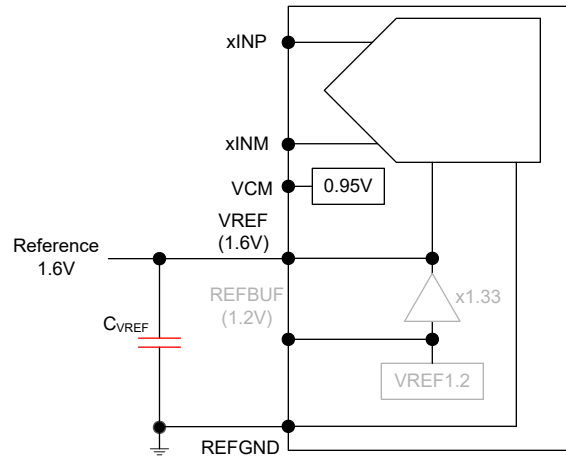 xINP
xINM
VCM
0.95V
VREF
(1.6V)
Reference
1.6V
REFBUF
(1.2V)
x1.33
CVREF
VREF1.2
REFGND